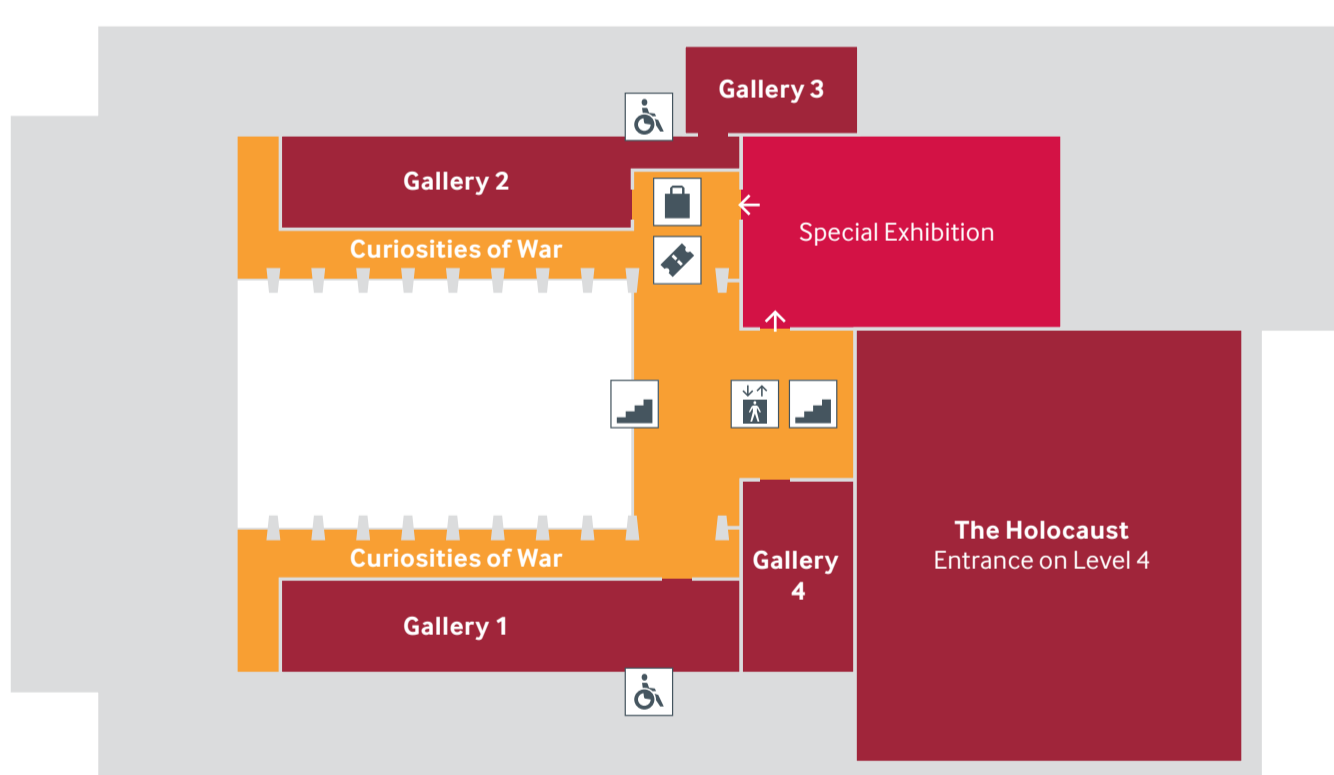 Gallery 3
Gallery 2
Special Exhibition
Curiosities of War
The Holocaust
Entrance on Level 4
Curiosities of War
Gallery
4
Gallery 1